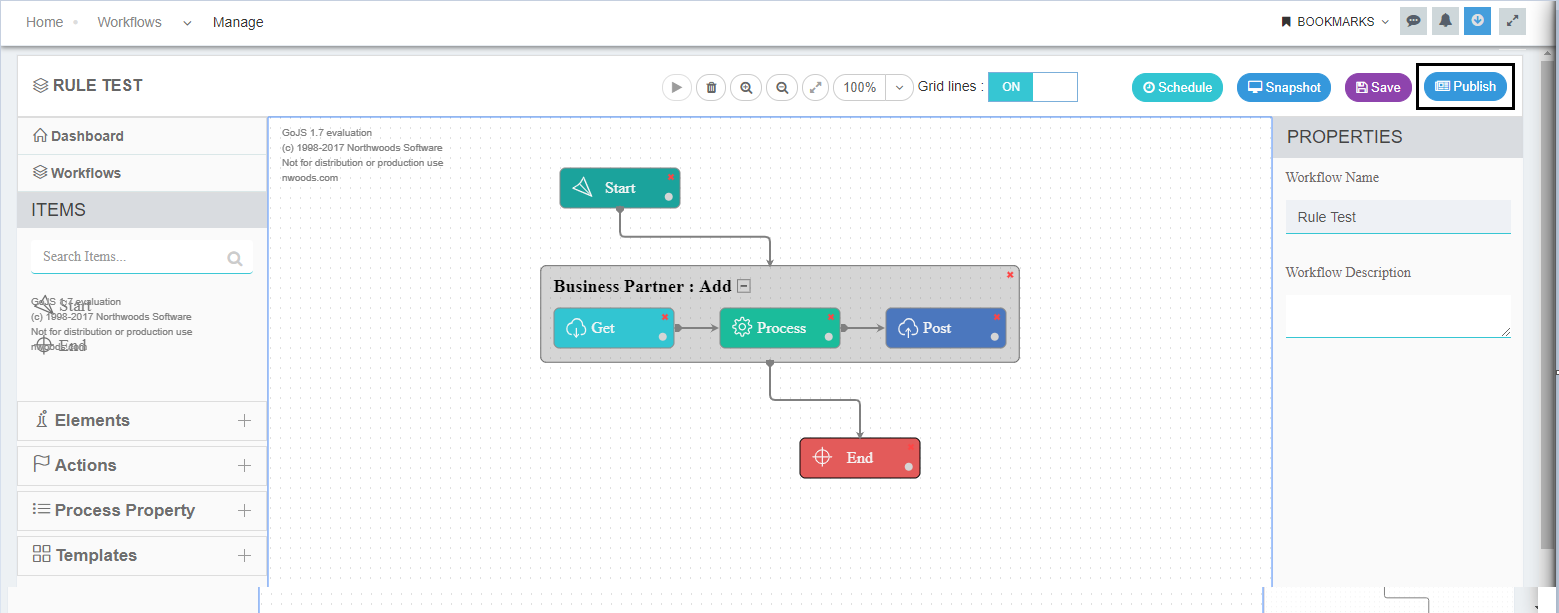 Home Workflows Manage
BOOKMARKS
RULE TEST
100% Grid lines : ON
Schedule Snapshot Save Publish
Dashboard
Workflows
ITEMS
Search Items...
GoJS 1.7 evaluation
Start
(c) 1998-2017 Northwoods Software
Not for distribution or production use
nwoods.com
End
Elements
Actions
Process Property
Templates
GoJS 1.7 evaluation
(c) 1998-2017 Northwoods Software
Not for distribution or production use
nwoods.com
Start
Business Partner : Add
Get Process Post
End
PROPERTIES
Workflow Name
Rule Test
Workflow Description